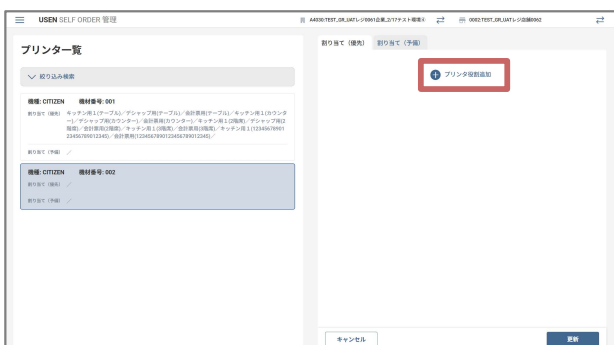 USEN SELF ORDER 管理
A4030:TEST_GR_UATレジ0061企業_2/17テスト環境④
0002:TEST_GR_UATレジ店舗0062
プリンター覧
絞り込み検索
機種: CITIZEN 機材番号: 001
割り当て (優先) キッチン用１(テーブル)／デシャップ用(テーブル)／会計票用(テーブル)／キッチン用１(カウンタ
ー)／デシャップ用(カウンター)／会計票用(カウンター)／キッチン用１(2階席)／デシャップ用(2
階席)／会計票用(2階席)／キッチン用１(3階席)／会計票用(3階席)／キッチン用１(12345678901
23456789012345)／会計票用(1234567890123456789012345)／
割り当て (予備) ／
機種: CITIZEN 機材番号: 002
割り当て (優先) ／
割り当て (予備) ／
割り当て (優先) 割り当て (予備)
プリンタ役割追加
キャンセル
更新